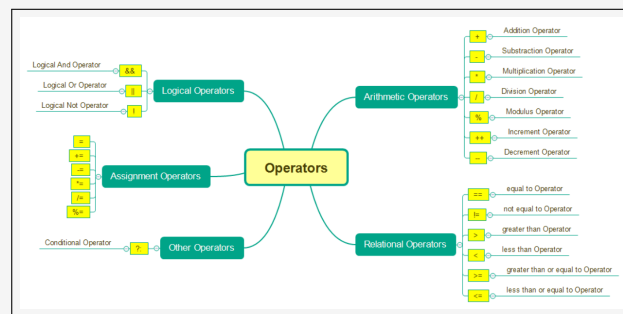 Operators
Logical Operators
&& Logical And Operator
|| Logical Or Operator
! Logical Not Operator
Assignment Operators
=
+=
-=
*=
/=
%=
Other Operators
?: Conditional Operator
Arithmetic Operators
+ Addition Operator
- Substraction Operator
* Multiplication Operator
/ Division Operator
% Modulus Operator
++ Increment Operator
-- Decrement Operator
Relational Operators
== equal to Operator
!= not equal to Operator
> greater than Operator
< less than Operator
>= greater than or equal to Operator
<= less than or equal to Operator